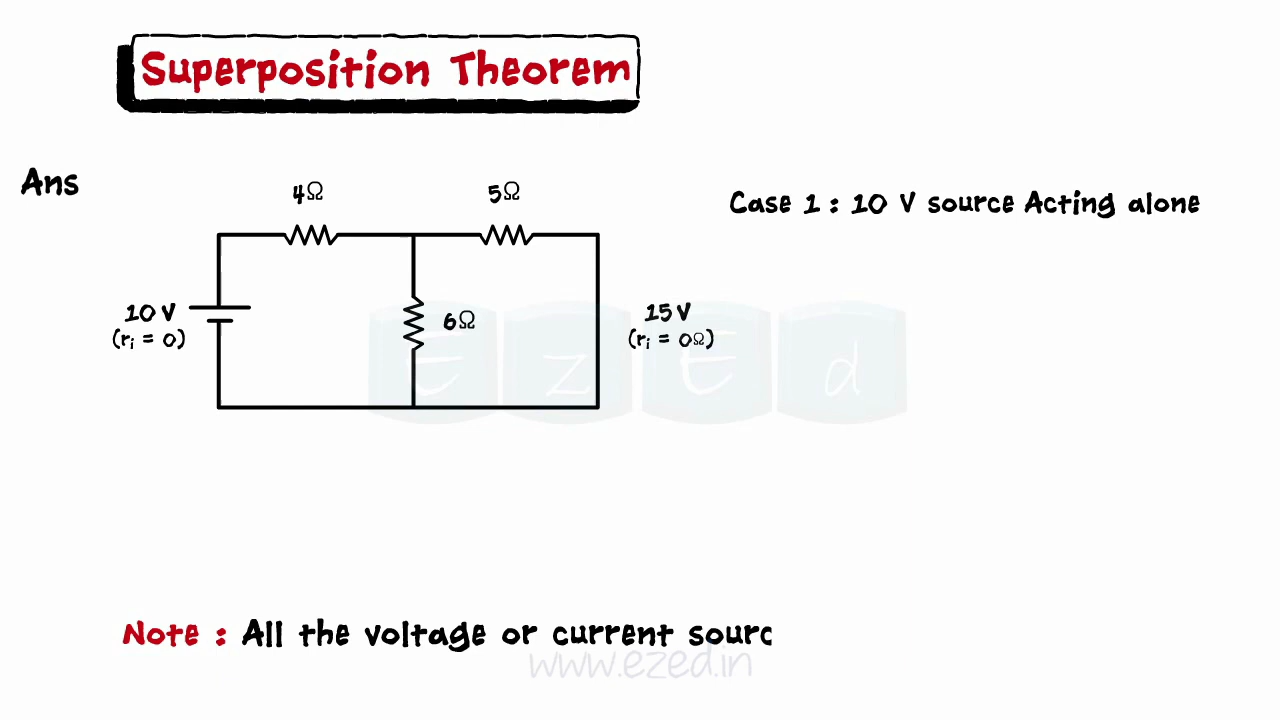 Superposition Theorem
Ans
Case 1 : 10 V source Acting alone
4Ω
5Ω
10 V
(rᵢ = 0)
6Ω
15 V
(rᵢ = 0Ω)
EzEd
Note : All the voltage or current sourc
www.ezed.in